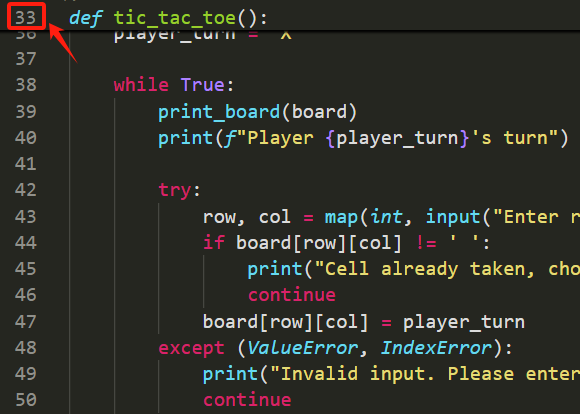 33 def tic_tac_toe():
36 player_turn = 'X'
37
38 while True:
39 print_board(board)
40 print(f"Player {player_turn}'s turn")
41
42 try:
43 row, col = map(int, input("Enter r
44 if board[row][col] != ' ':
45 print("Cell already taken, cho
46 continue
47 board[row][col] = player_turn
48 except (ValueError, IndexError):
49 print("Invalid input. Please enter
50 continue